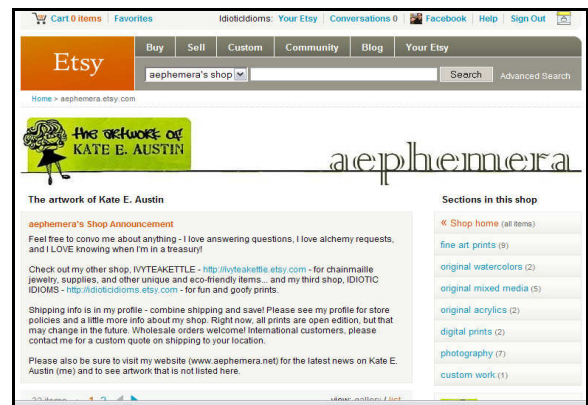 Cart 0 items Favorites Idioticidioms: Your Etsy Conversations 0 Facebook Help Sign Out
Etsy
Buy Sell Custom Community Blog Your Etsy
aephemera's shop Search Advanced Search
Home > aephemera.etsy.com
the artwork of
KATE E. AUSTIN
aephemera
The artwork of Kate E. Austin
aephemera's Shop Announcement
Feel free to convo me about anything - I love answering questions, I love alchemy requests,
and I LOVE knowing when I'm in a treasury!
Check out my other shop, IVYTEAKETTLE - http://ivyteakettle.etsy.com - for chainmaille
jewelry, supplies, and other unique and eco-friendly items... and my third shop, IDIOTIC
IDIOMS - http://idioticidioms.etsy.com - for fun and goofy prints.
Shipping info is in my profile - combine shipping and save! Please see my profile for store
policies and a little more info about my shop. Right now, all prints are open edition, but that
may change in the future. Wholesale orders welcome! International customers, please
contact me for a custom quote on shipping to your location.
Please also be sure to visit my website (www.aephemera.net) for the latest news on Kate E.
Austin (me) and to see artwork that is not listed here.
items 1 2 view: gallery / list
Sections in this shop
« Shop home (all items)
fine art prints (9)
original watercolors (2)
original mixed media (5)
original acrylics (2)
digital prints (2)
photography (7)
custom work (1)